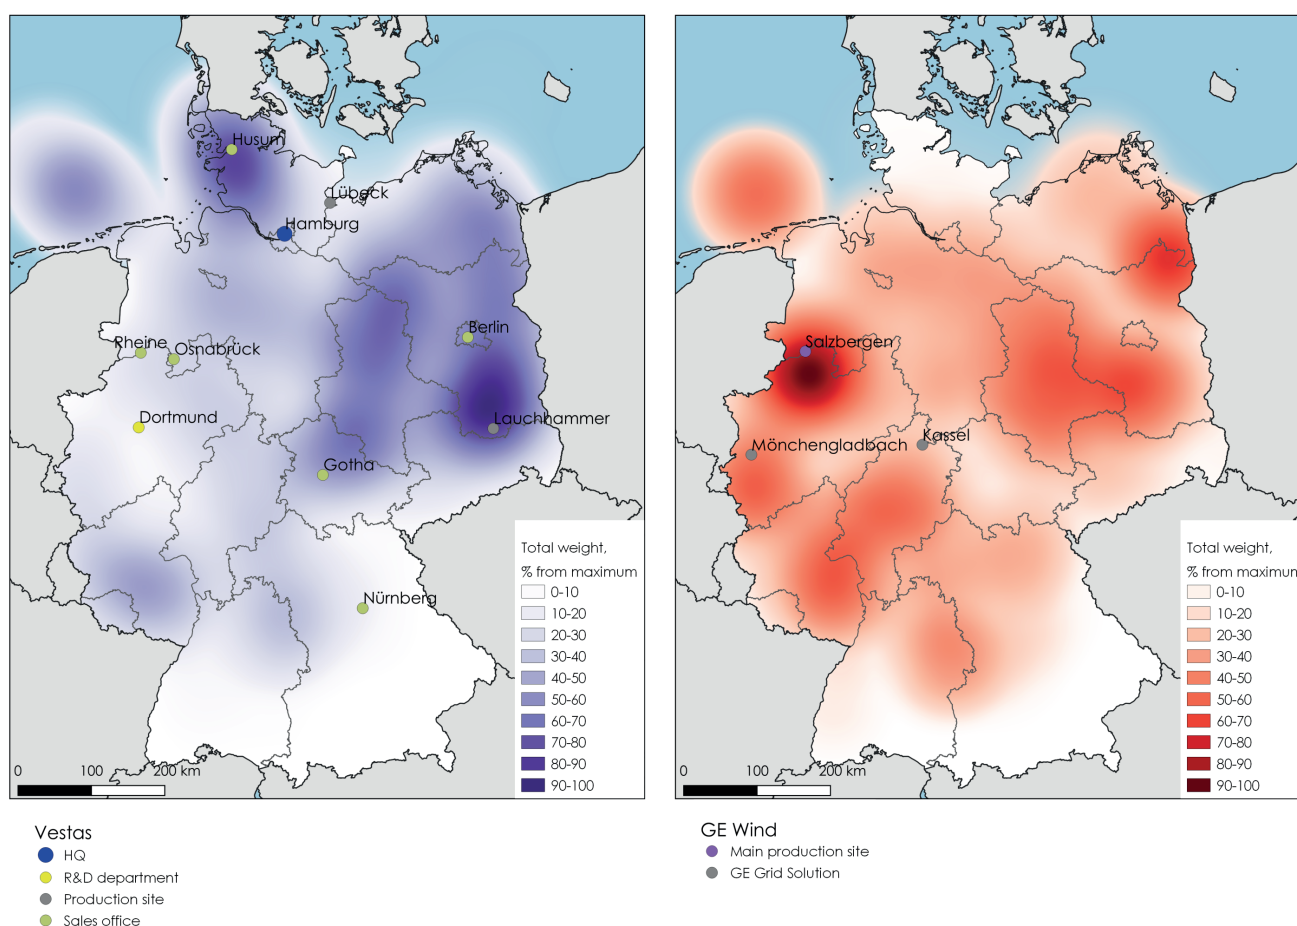 Husum
Lübeck
Hamburg
Berlin
Rheine
Osnabrück
Dortmund
Lauchhammer
Gotha
Nürnberg
Total weight,
% from maximum
0-10
10-20
20-30
30-40
40-50
50-60
60-70
70-80
80-90
90-100
0 100 200 km
Vestas
HQ
R&D department
Production site
Sales office
Salzbergen
Kassel
Mönchengladbach
Total weight,
% from maximum
0-10
10-20
20-30
30-40
40-50
50-60
60-70
70-80
80-90
90-100
0 100 200 km
GE Wind
Main production site
GE Grid Solution